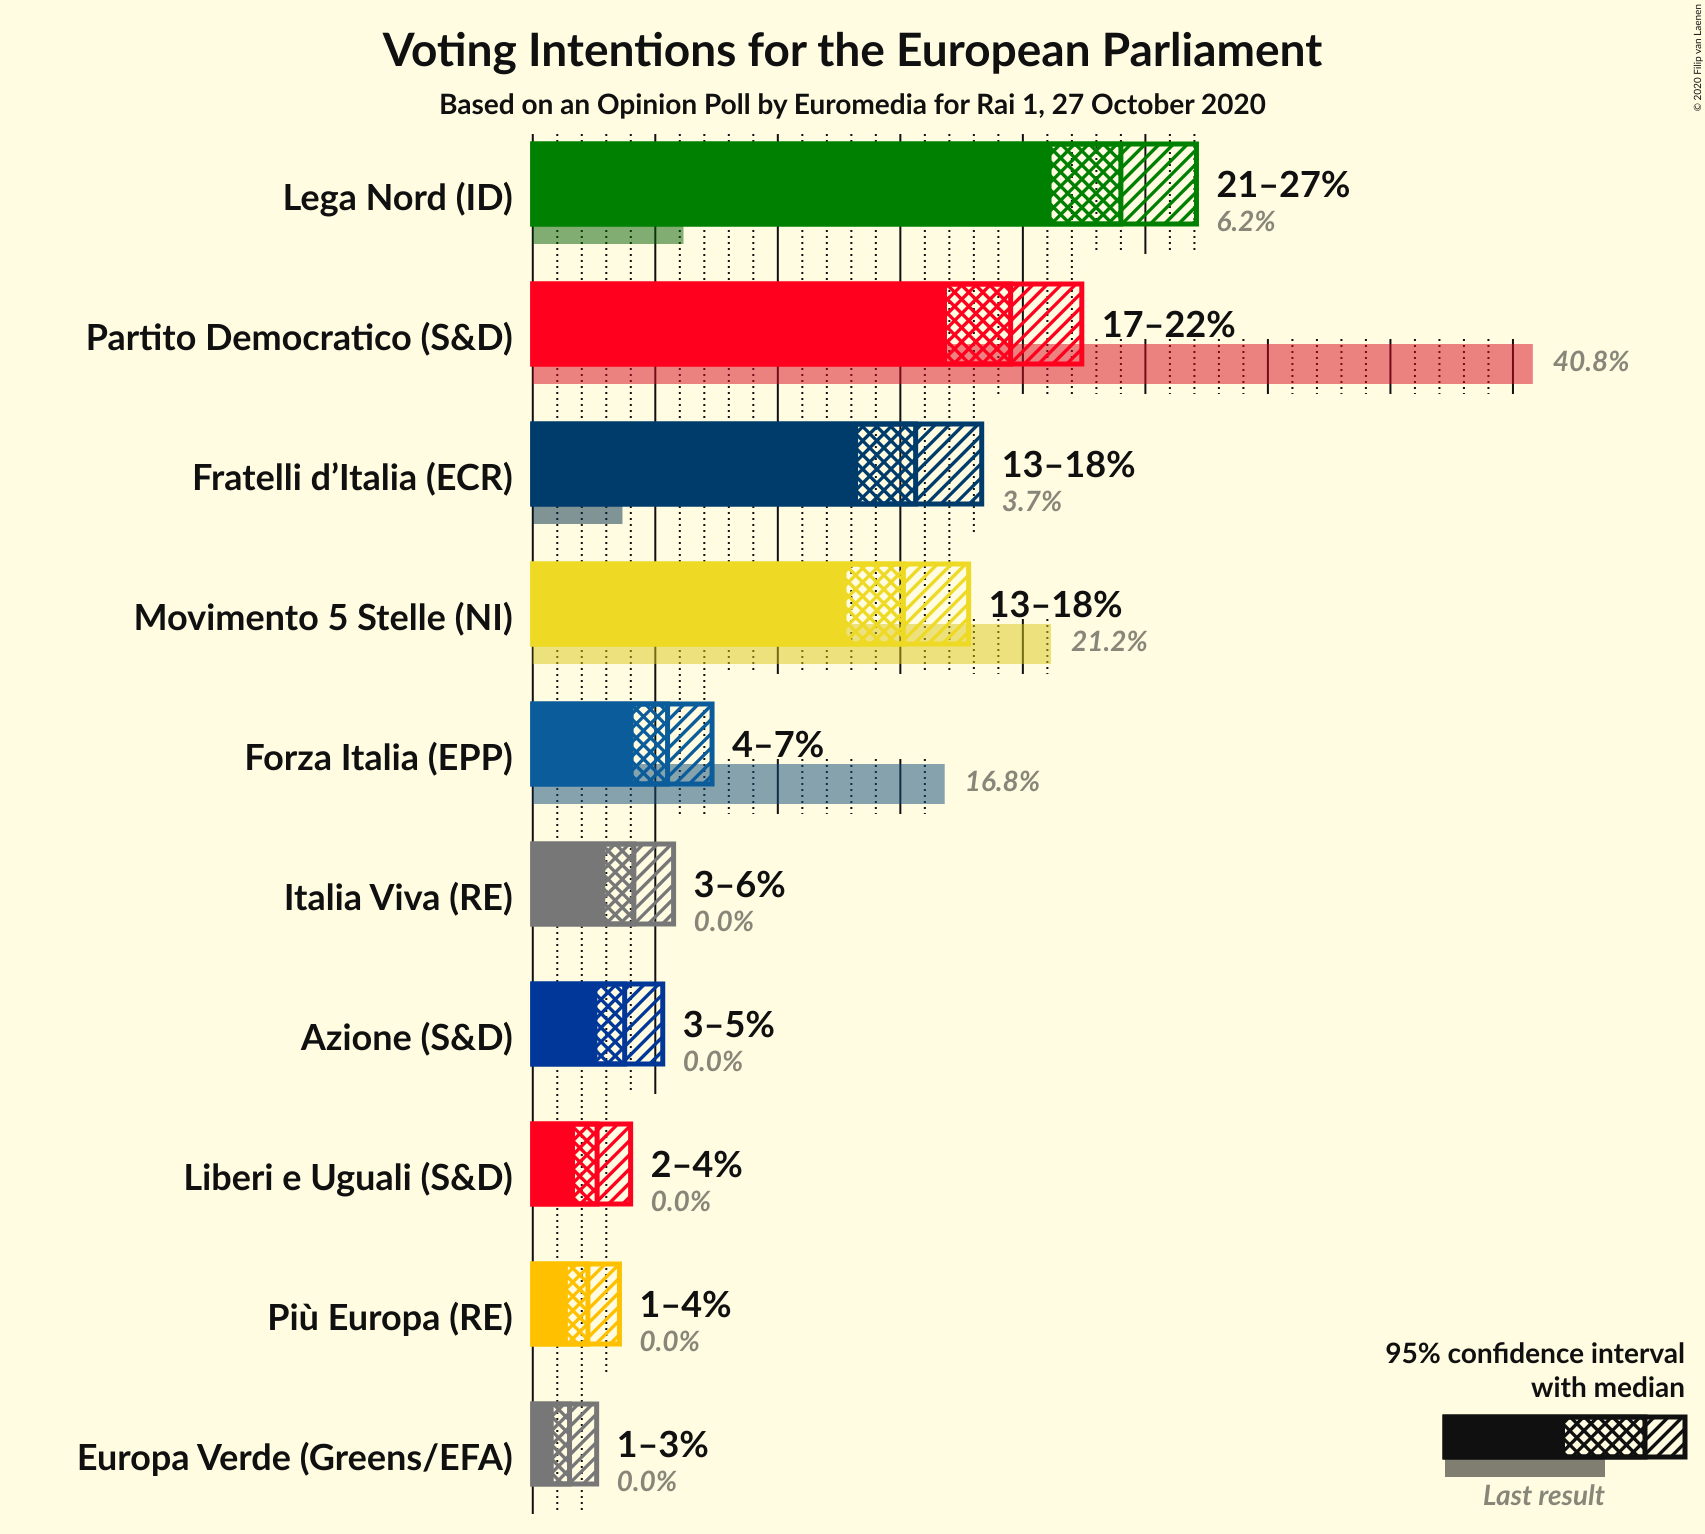 Voting Intentions for the European Parliament
Based on an Opinion Poll by Euromedia for Rai 1, 27 October 2020
© 2020 Filip van Laenen
Lega Nord (ID)
21–27%
6.2%
Partito Democratico (S&D)
17–22%
40.8%
Fratelli d’Italia (ECR)
13–18%
3.7%
Movimento 5 Stelle (NI)
13–18%
21.2%
Forza Italia (EPP)
4–7%
16.8%
Italia Viva (RE)
3–6%
0.0%
Azione (S&D)
3–5%
0.0%
Liberi e Uguali (S&D)
2–4%
0.0%
Più Europa (RE)
1–4%
0.0%
Europa Verde (Greens/EFA)
1–3%
0.0%
95% confidence interval
with median
Last result